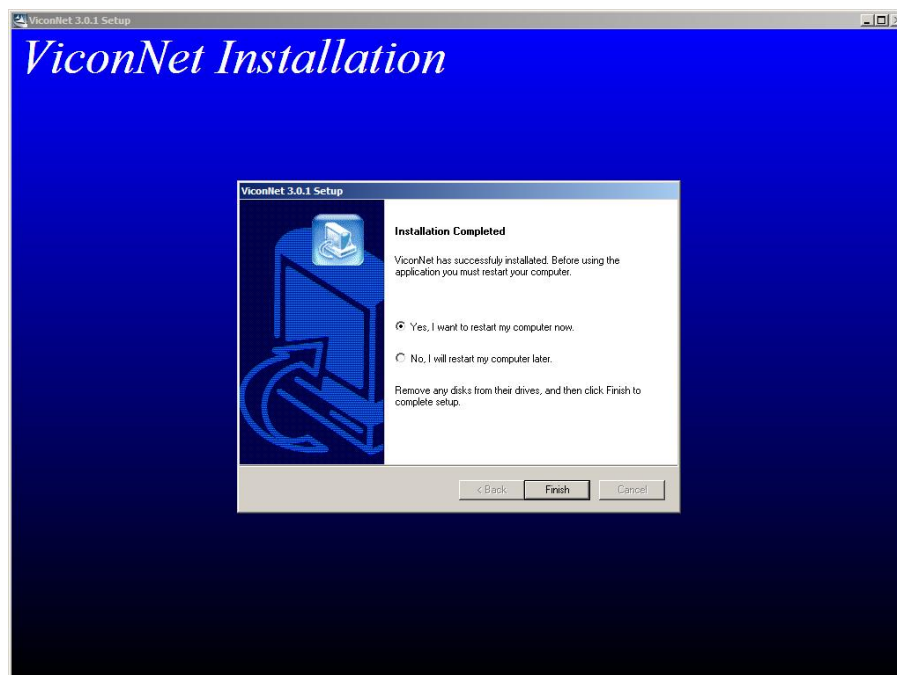 ViconNet 3.0.1 Setup
ViconNet Installation
ViconNet 3.0.1 Setup
Installation Completed
ViconNet has successfuly installated. Before using the
application you must restart your computer.
Yes, I want to restart my computer now.
No, I will restart my computer later.
Remove any disks from their drives, and then click Finish to
complete setup.
< Back
Finish
Cancel